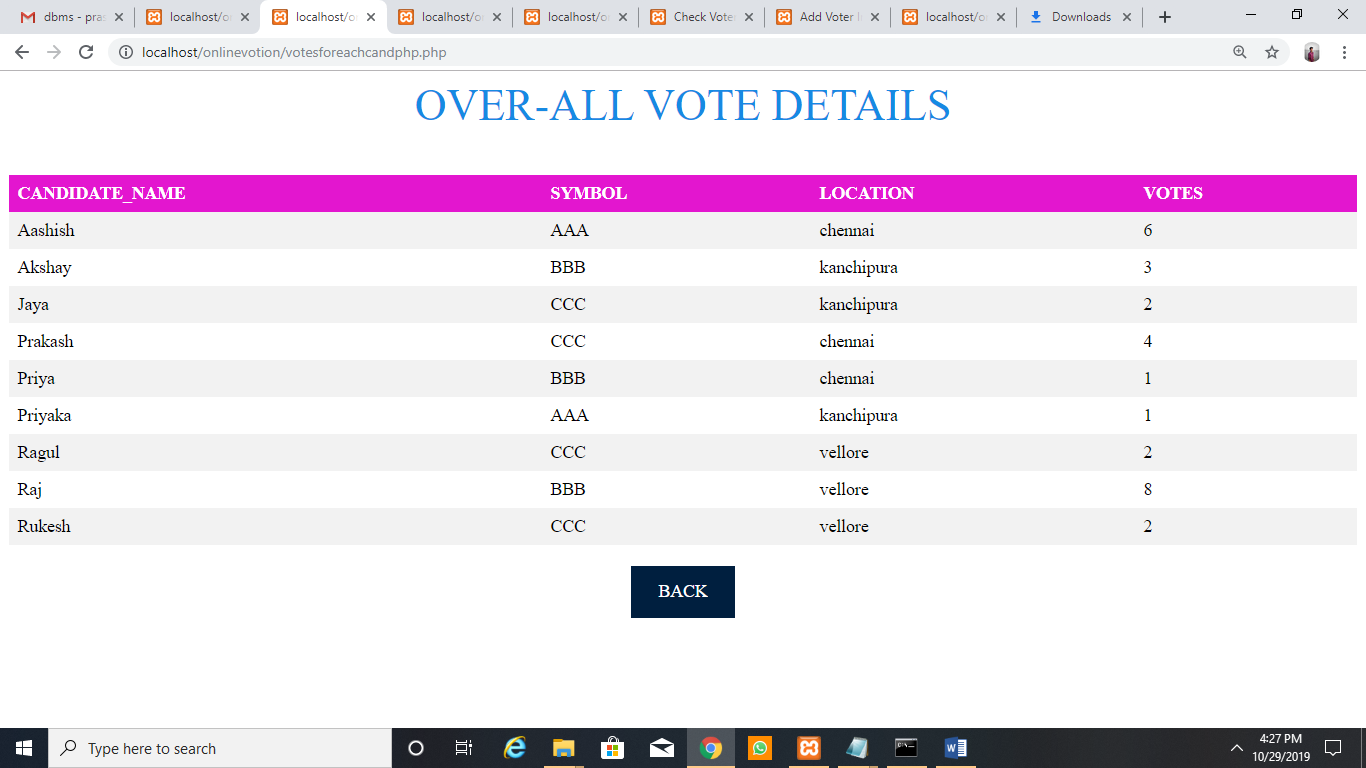 dbms - pras
localhost/o
localhost/o
localhost/o
localhost/o
Check Vote
Add Voter I
localhost/o
Downloads
localhost/onlinevotion/votesforeachcandphp.php
OVER-ALL VOTE DETAILS
CANDIDATE_NAME SYMBOL LOCATION VOTES
Aashish AAA chennai 6
Akshay BBB kanchipura 3
Jaya CCC kanchipura 2
Prakash CCC chennai 4
Priya BBB chennai 1
Priyaka AAA kanchipura 1
Ragul CCC vellore 2
Raj BBB vellore 8
Rukesh CCC vellore 2
BACK
Type here to search
4:27 PM
10/29/2019